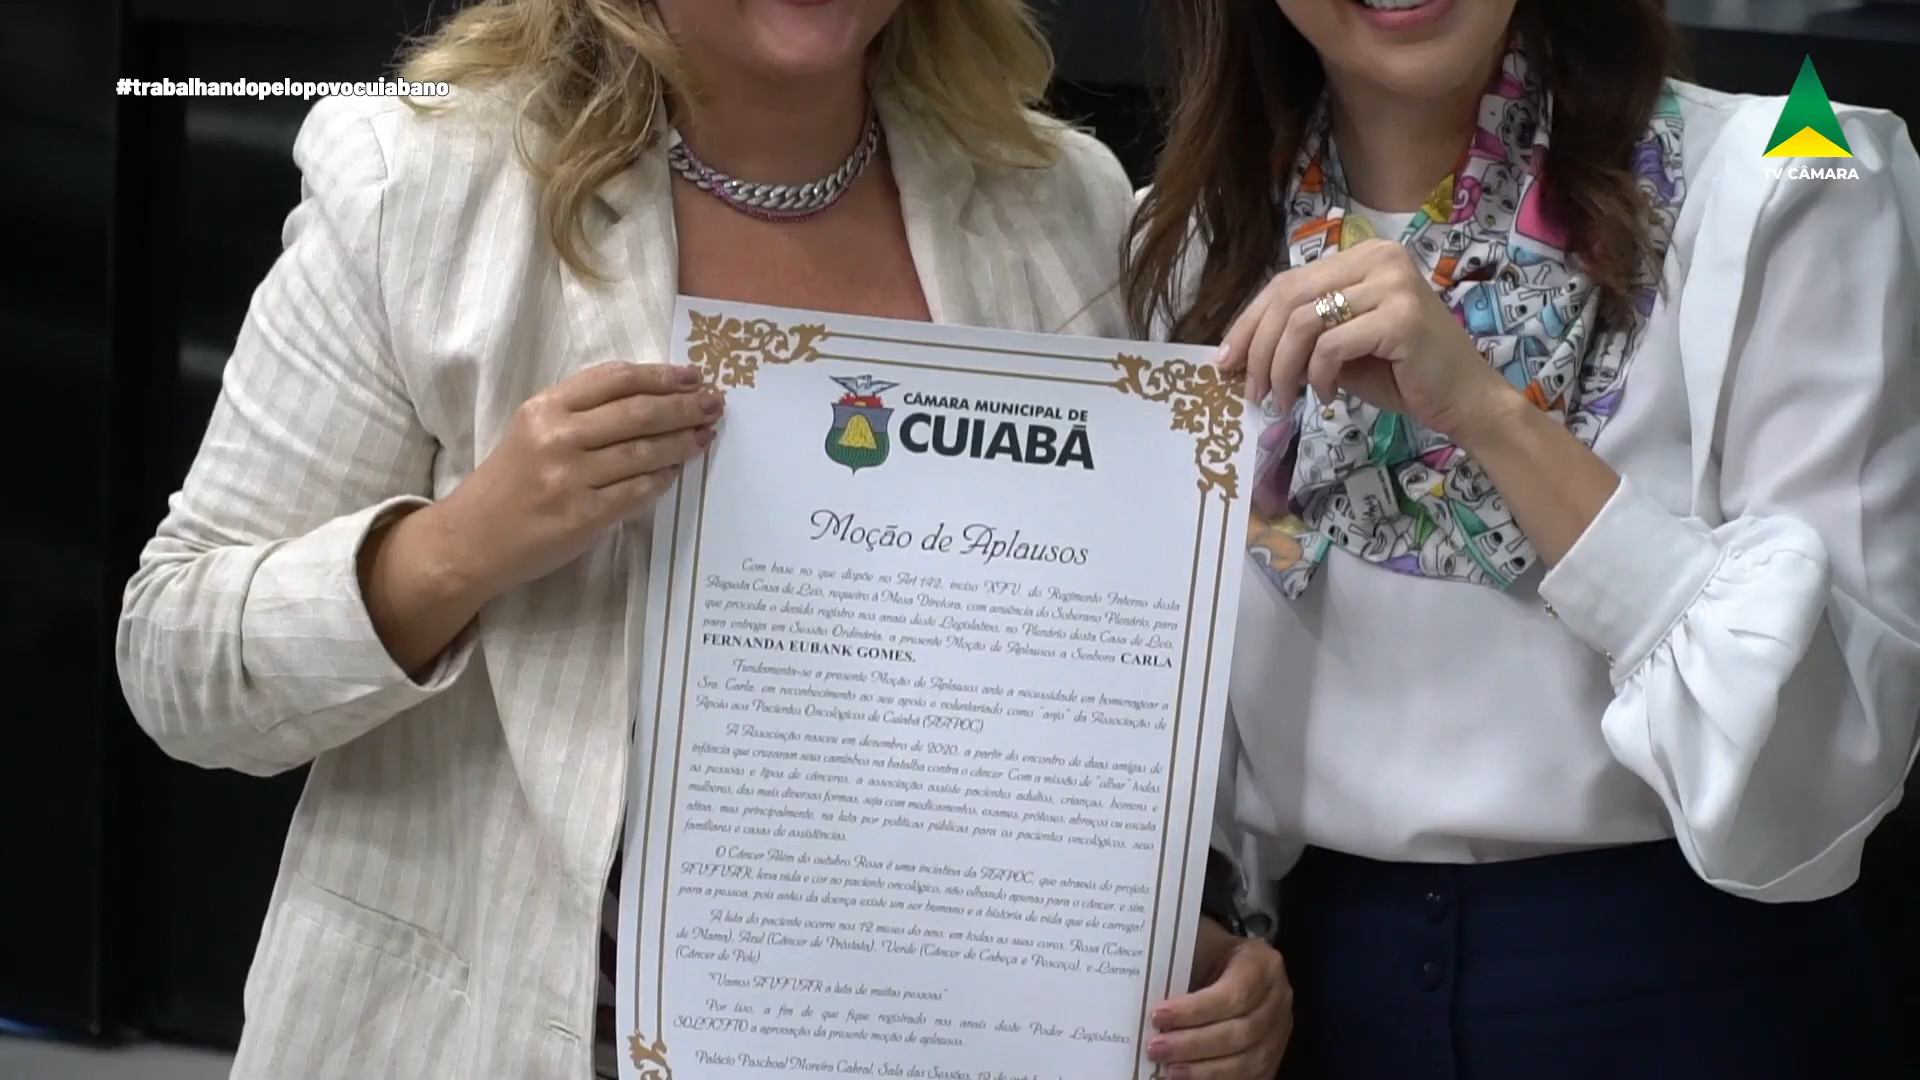 #trabalhandopelopovocuiabano
TV CÂMARA
CÂMARA MUNICIPAL DE
CUIABÁ
Moção de Aplausos
Com base no que dispõe no Art 142, inciso XIV, do Regimento Interno desta
Augusta Casa de Leis, requeiro à Mesa Diretora, com anuência do Soberano Plenário, para
que proceda o devido registro nos anais deste Legislativo, no Plenário desta Casa de Leis,
para entrega em Sessão Ordinária, a presente Moção de Aplausos a Senhora CARLA
FERNANDA EUBANK GOMES.
Fundamenta-se a presente Moção de Aplausos ante a necessidade em homenagear a
Sra. Carla, em reconhecimento ao seu apoio e voluntariado como "anjo" da Associação de
Apoio aos Pacientes Oncológicos de Cuiabá (AAPOC)
A Associação nasceu em dezembro de 2020, a partir do encontro de duas amigas de
infância que cruzaram seus caminhos na batalha contra o câncer. Com a missão de "olhar" todas
as pessoas e tipos de cânceres, a associação assiste pacientes adultos, crianças, homens e
mulheres, das mais diversas formas, seja com medicamentos, exames, próteses, abraços ou escuta
ativa, mas principalmente, na luta por políticas públicas para os pacientes oncológicos, seus
familiares e casas de assistências.
O Câncer Além do outubro Rosa é uma inciativa da AAPOC, que através do projeto
AVIVAR, leva vida e cor ao paciente oncológico, não olhando apenas para o câncer, e sim,
para a pessoa, pois antes da doença existe um ser humano e a história de vida que ele carrega!
A luta do paciente ocorre nos 12 meses do ano, em todas as suas cores, Rosa (Câncer
de Mama), Azul (Câncer de Próstata), Verde (Câncer de Cabeça e Pescoço), e Laranja
(Câncer de Pele)
"Vamos AVIVAR a luta de muitas pessoas"
Por isso, a fim de que fique registrado nos anais deste Poder Legislativo,
SOLICITO a aprovação da presente moção de aplausos.
Palácio Paschoal Moreira Cabral, Sala das Sessões,